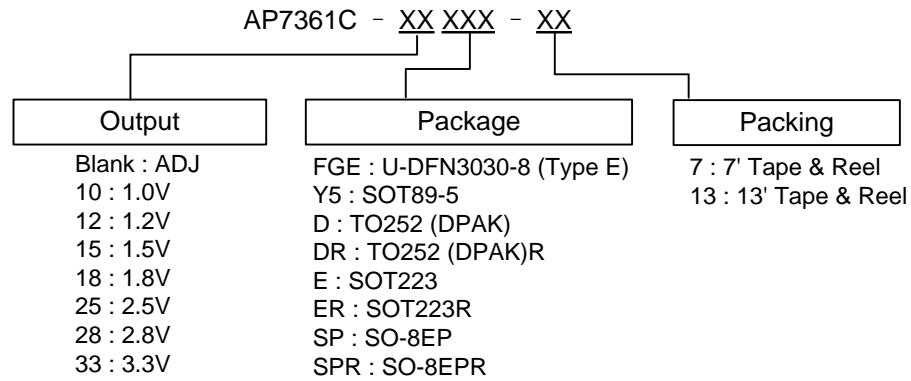 AP7361C - XX XXX - XX
Output
Blank : ADJ
10 : 1.0V
12 : 1.2V
15 : 1.5V
18 : 1.8V
25 : 2.5V
28 : 2.8V
33 : 3.3V
Package
FGE : U-DFN3030-8 (Type E)
Y5 : SOT89-5
D : TO252 (DPAK)
DR : TO252 (DPAK)R
E : SOT223
ER : SOT223R
SP : SO-8EP
SPR : SO-8EPR
Packing
7 : 7' Tape & Reel
13 : 13' Tape & Reel